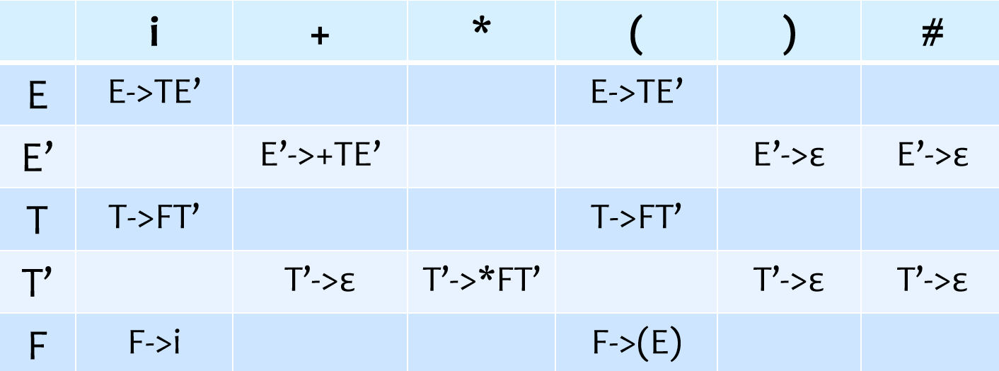 i + * ( ) #
E E->TE’ E->TE’
E’ E’->+TE’ E’->ε E’->ε
T T->FT’ T->FT’
T’ T’->ε T’->*FT’ T’->ε T’->ε
F F->i F->(E)